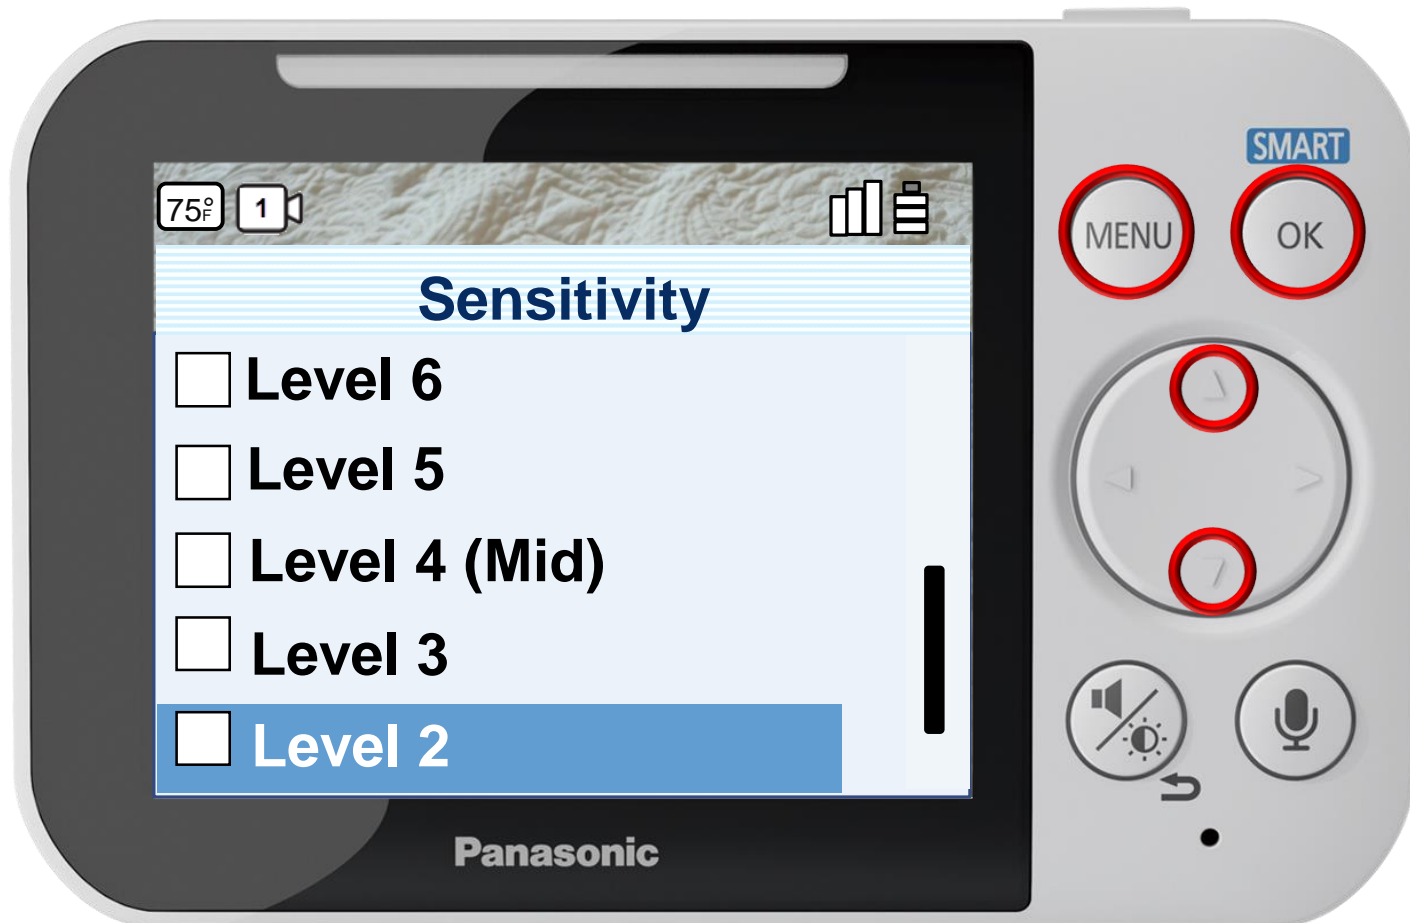 SMART
75°F 1
MENU OK
Sensitivity
Level 6
Level 5
Level 4 (Mid)
Level 3
Level 2
Panasonic